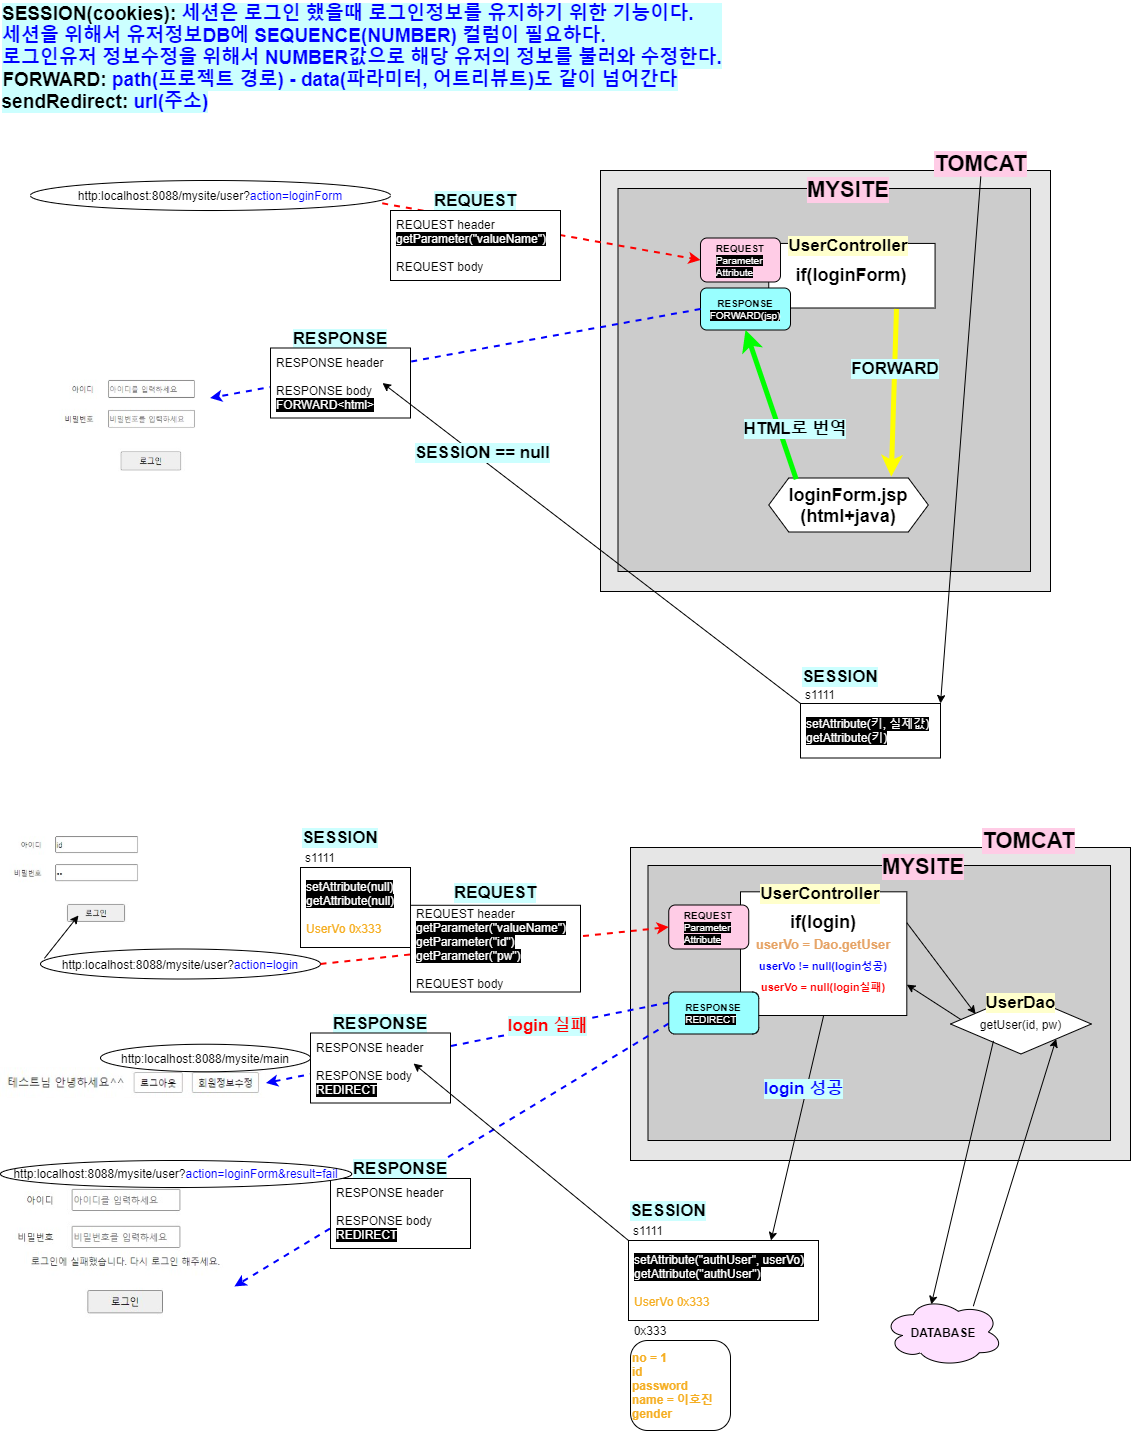 SESSION(cookies): 세션은 로그인 했을때 로그인정보를 유지하기 위한 기능이다.
세션을 위해서 유저정보DB에 SEQUENCE(NUMBER) 컬럼이 필요하다.
로그인유저 정보수정을 위해서 NUMBER값으로 해당 유저의 정보를 불러와 수정한다.
FORWARD: path(프로젝트 경로) - data(파라미터, 어트리뷰트)도 같이 넘어간다
sendRedirect: url(주소)
TOMCAT
MYSITE
http:localhost:8088/mysite/user?action=loginForm
REQUEST
REQUEST header
getParameter("valueName")
REQUEST body
REQUEST
Parameter
Attribute
UserController
if(loginForm)
RESPONSE
FORWARD(jsp)
RESPONSE
RESPONSE header
RESPONSE body
FORWARD<html>
아이디
아이디를 입력하세요
비밀번호
비밀번호를 입력하세요
로그인
FORWARD
HTML로 번역
SESSION == null
loginForm.jsp
(html+java)
SESSION
s1111
setAttribute(키, 실제값)
getAttribute(키)
아이디
id
비밀번호
••
로그인
http:localhost:8088/mysite/user?action=login
SESSION
s1111
setAttribute(null)
getAttribute(null)
UserVo 0x333
REQUEST
REQUEST header
getParameter("valueName")
getParameter("id")
getParameter("pw")
REQUEST body
TOMCAT
MYSITE
UserController
REQUEST
Parameter
Attribute
if(login)
userVo = Dao.getUser
userVo != null(login성공)
userVo = null(login실패)
RESPONSE
REDIRECT
UserDao
getUser(id, pw)
login 실패
login 성공
RESPONSE
RESPONSE header
RESPONSE body
REDIRECT
http:localhost:8088/mysite/main
테스트님 안녕하세요^^
로그아웃
회원정보수정
http:localhost:8088/mysite/user?action=loginForm&result=fail
RESPONSE
RESPONSE header
RESPONSE body
REDIRECT
아이디
아이디를 입력하세요
비밀번호
비밀번호를 입력하세요
로그인에 실패했습니다. 다시 로그인 해주세요.
로그인
SESSION
s1111
setAttribute("authUser", userVo)
getAttribute("authUser")
UserVo 0x333
0x333
no = 1
id
password
name = 이호진
gender
DATABASE